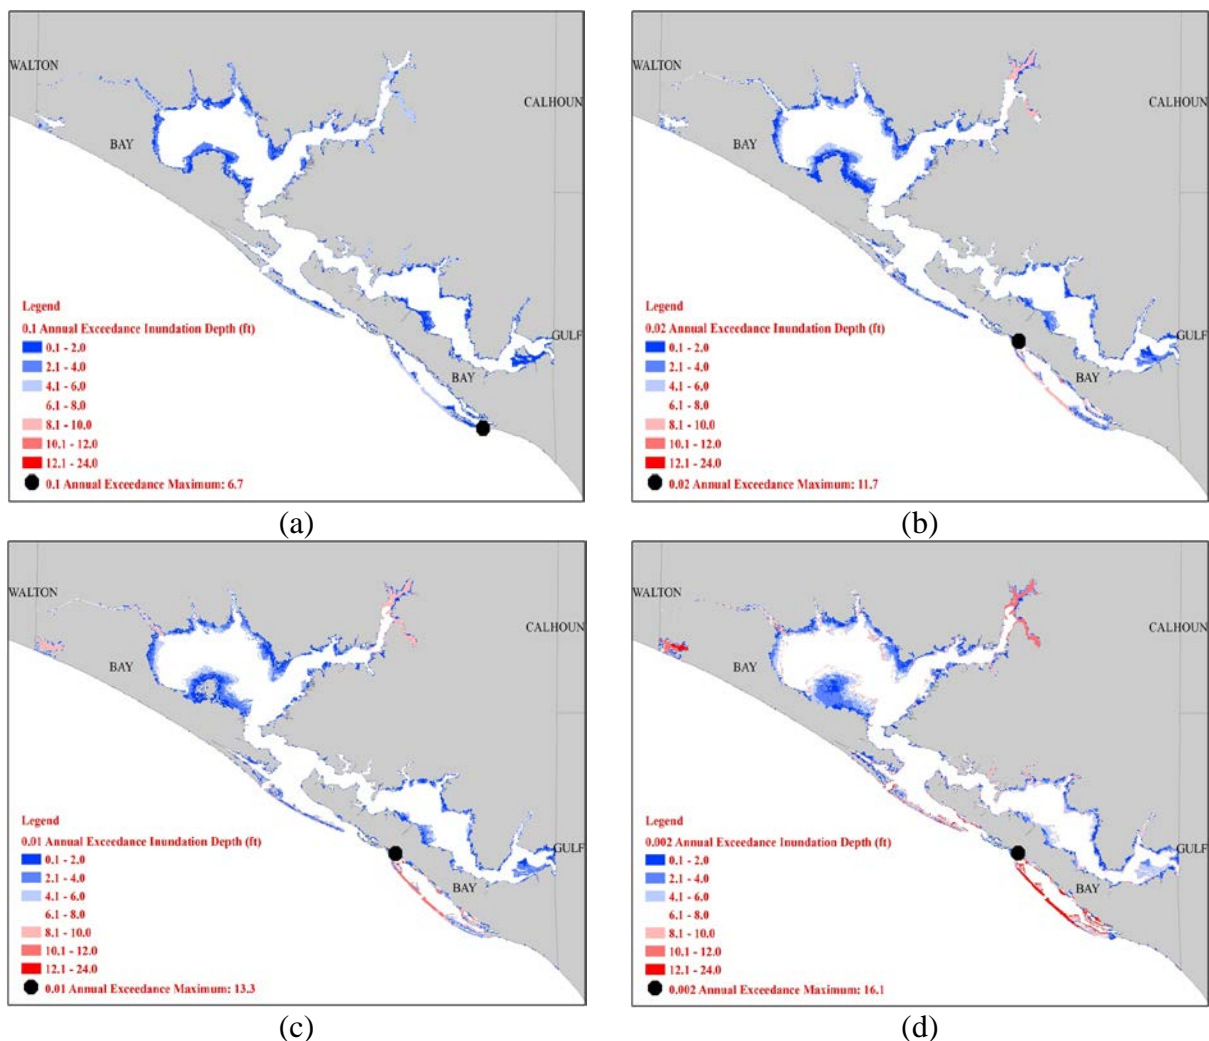 WALTON
CALHOUN
BAY
GULF
BAY
Legend
0.1 Annual Exceedance Inundation Depth (ft)
0.1 - 2.0
2.1 - 4.0
4.1 - 6.0
6.1 - 8.0
8.1 - 10.0
10.1 - 12.0
12.1 - 24.0
0.1 Annual Exceedance Maximum: 6.7
(a)
WALTON
CALHOUN
BAY
GULF
BAY
Legend
0.02 Annual Exceedance Inundation Depth (ft)
0.1 - 2.0
2.1 - 4.0
4.1 - 6.0
6.1 - 8.0
8.1 - 10.0
10.1 - 12.0
12.1 - 24.0
0.02 Annual Exceedance Maximum: 11.7
(b)
WALTON
CALHOUN
BAY
GULF
BAY
Legend
0.01 Annual Exceedance Inundation Depth (ft)
0.1 - 2.0
2.1 - 4.0
4.1 - 6.0
6.1 - 8.0
8.1 - 10.0
10.1 - 12.0
12.1 - 24.0
0.01 Annual Exceedance Maximum: 13.3
(c)
WALTON
CALHOUN
BAY
GULF
BAY
Legend
0.002 Annual Exceedance Inundation Depth (ft)
0.1 - 2.0
2.1 - 4.0
4.1 - 6.0
6.1 - 8.0
8.1 - 10.0
10.1 - 12.0
12.1 - 24.0
0.002 Annual Exceedance Maximum: 16.1
(d)